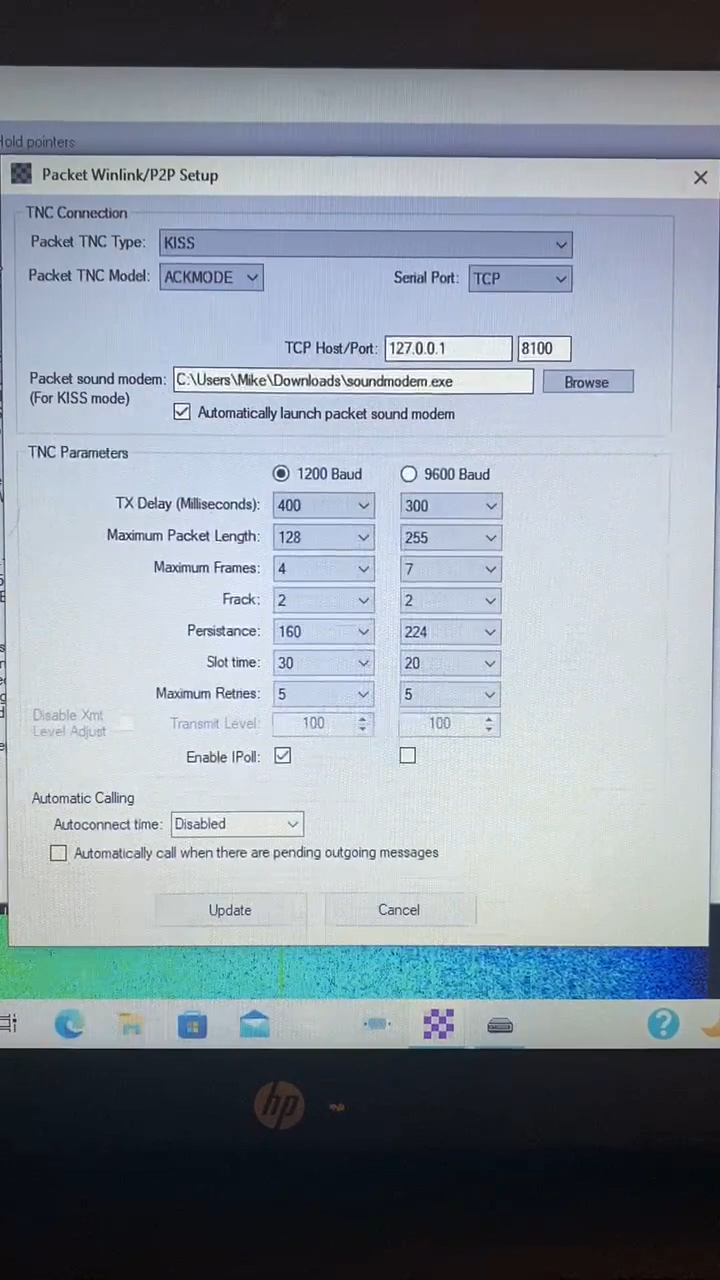 Hold pointers
Packet Winlink/P2P Setup
TNC Connection
Packet TNC Type: KISS
Packet TNC Model: ACKMODE Serial Port: TCP
TCP Host/Port: 127.0.0.1 8100
Packet sound modem: C:\Users\Mike\Downloads\soundmodem.exe Browse
(For KISS mode)
Automatically launch packet sound modem
TNC Parameters
1200 Baud 9600 Baud
TX Delay (Milliseconds): 400 300
Maximum Packet Length: 128 255
Maximum Frames: 4 7
Frack: 2 2
Persistance: 160 224
Slot time: 30 20
Maximum Retries: 5 5
Disable Xmt
Level Adjust
Transmit Level: 100 100
Enable IPoll:
Automatic Calling
Autoconnect time: Disabled
Automatically call when there are pending outgoing messages
Update Cancel
hp